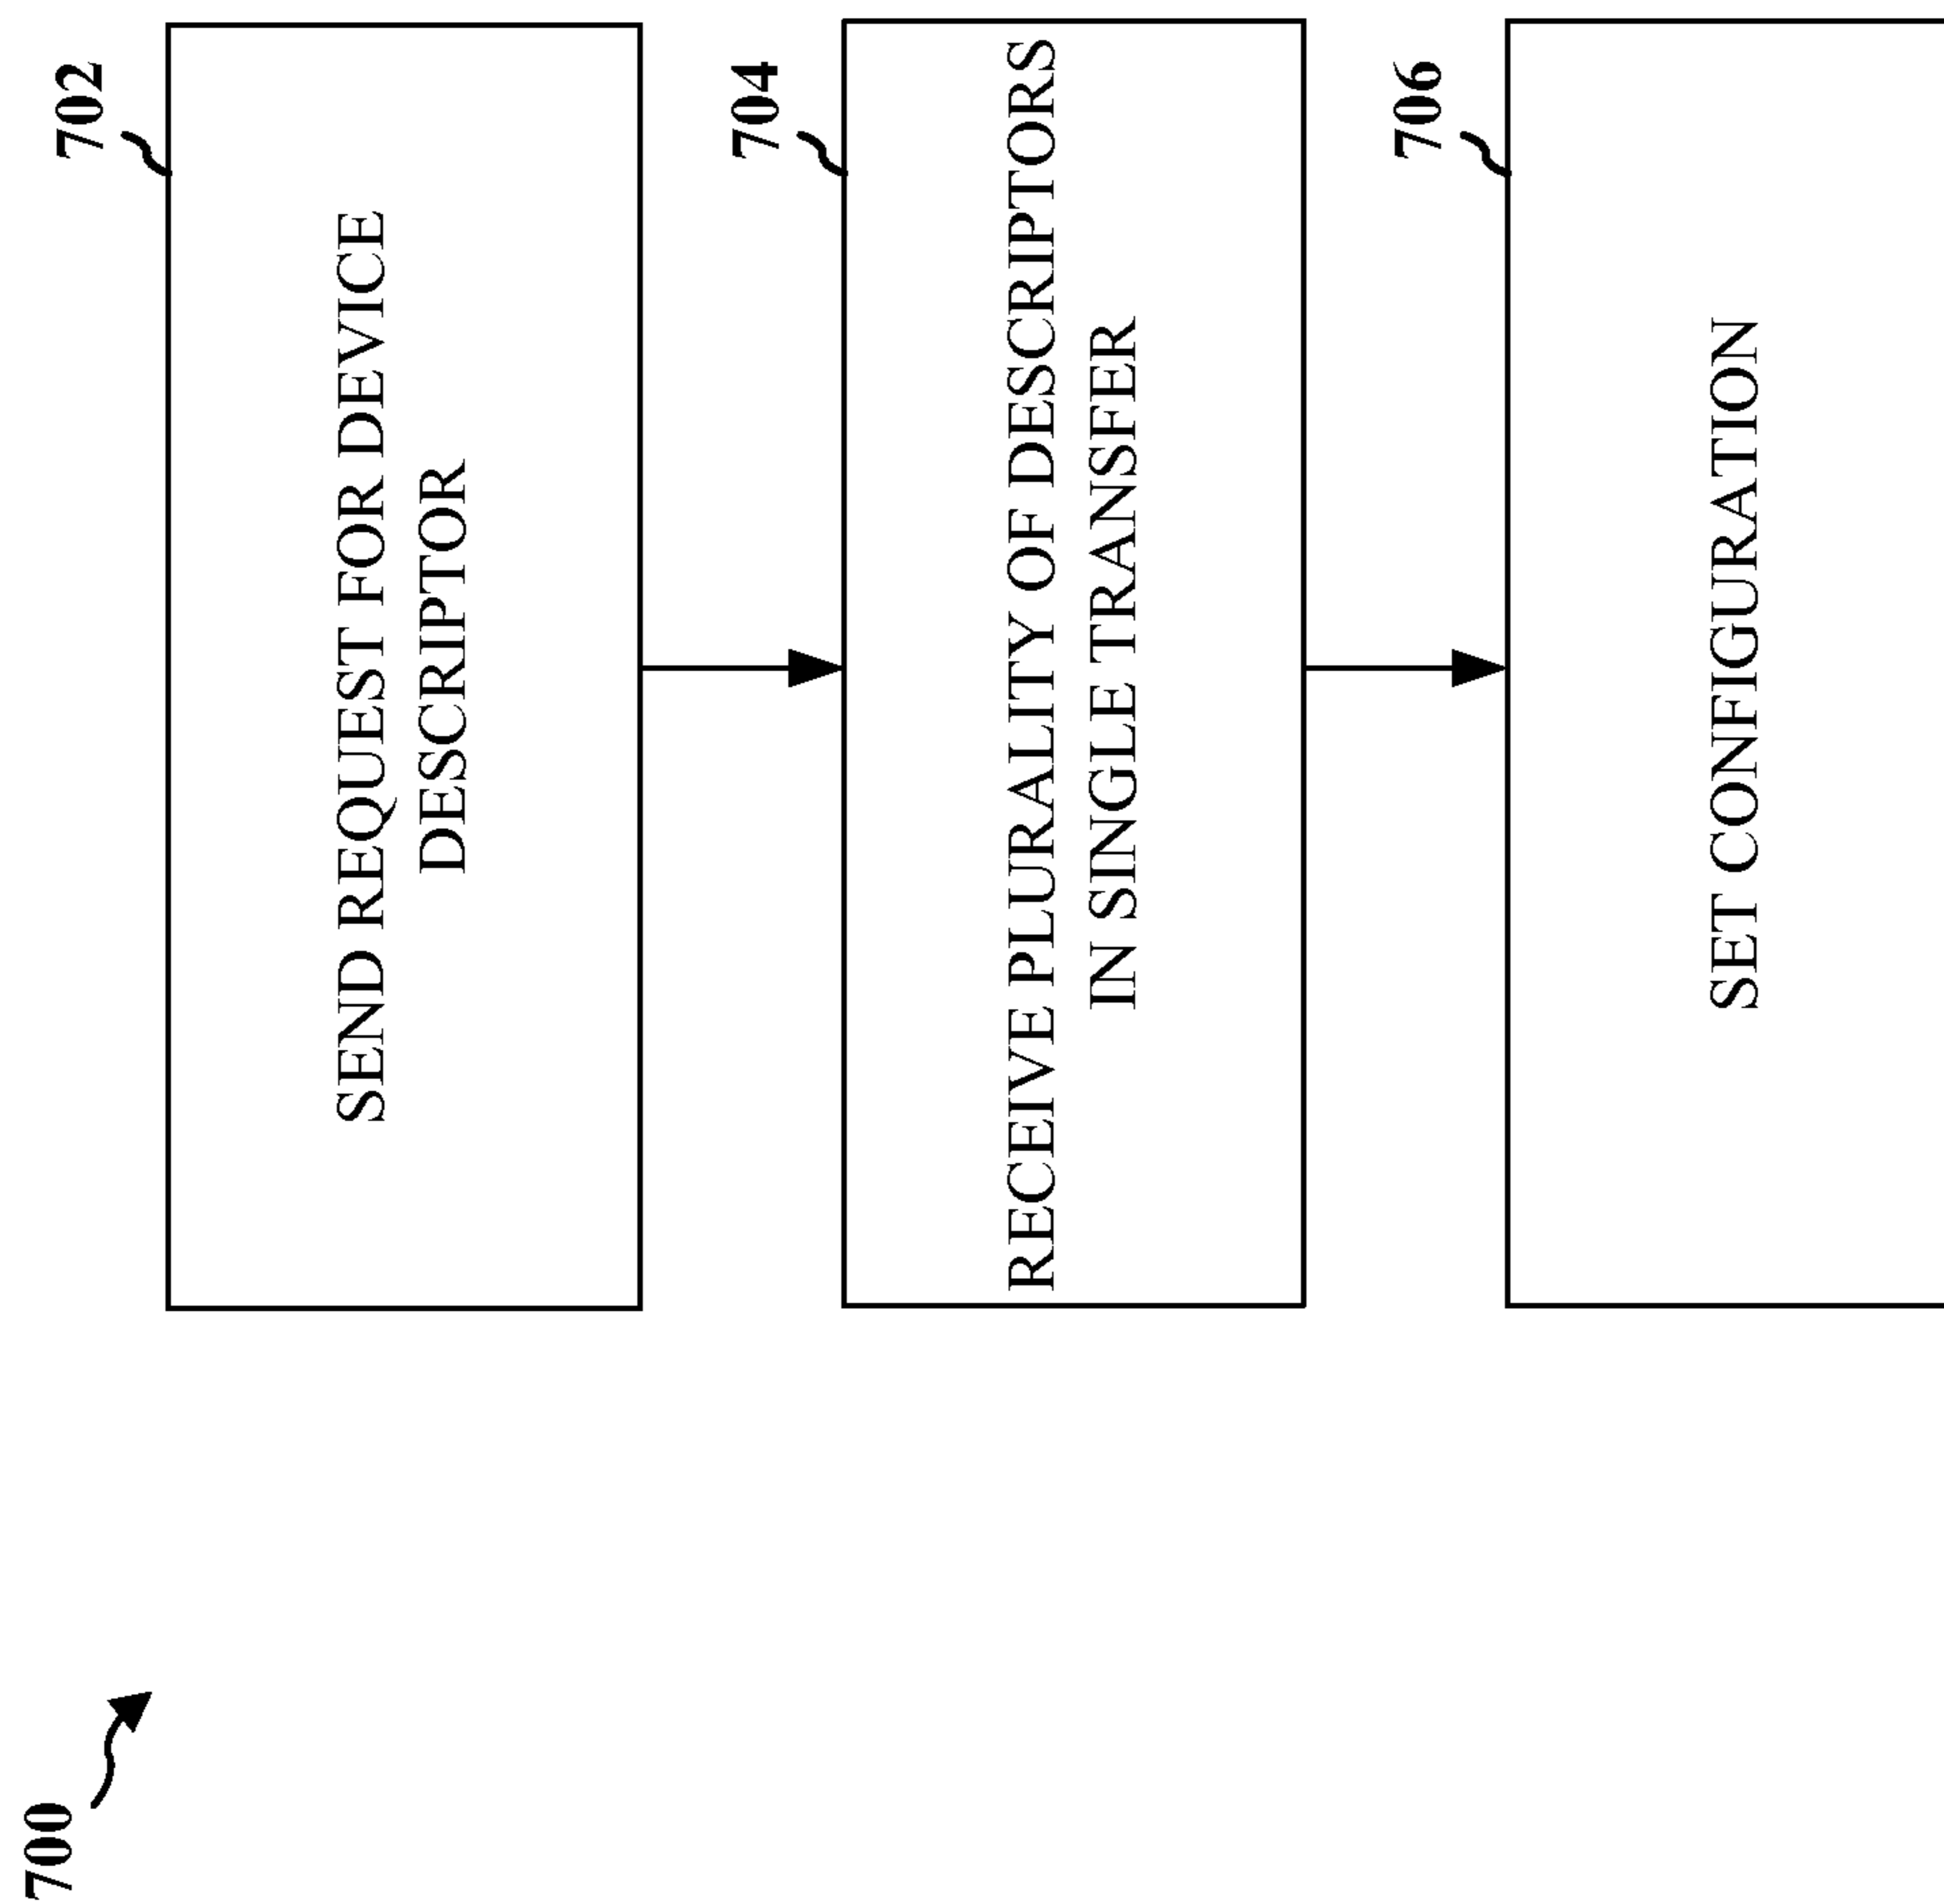 700
702
SEND REQUEST FOR DEVICE
DESCRIPTOR
704
RECEIVE PLURALITY OF DESCRIPTORS
IN SINGLE TRANSFER
706
SET CONFIGURATION